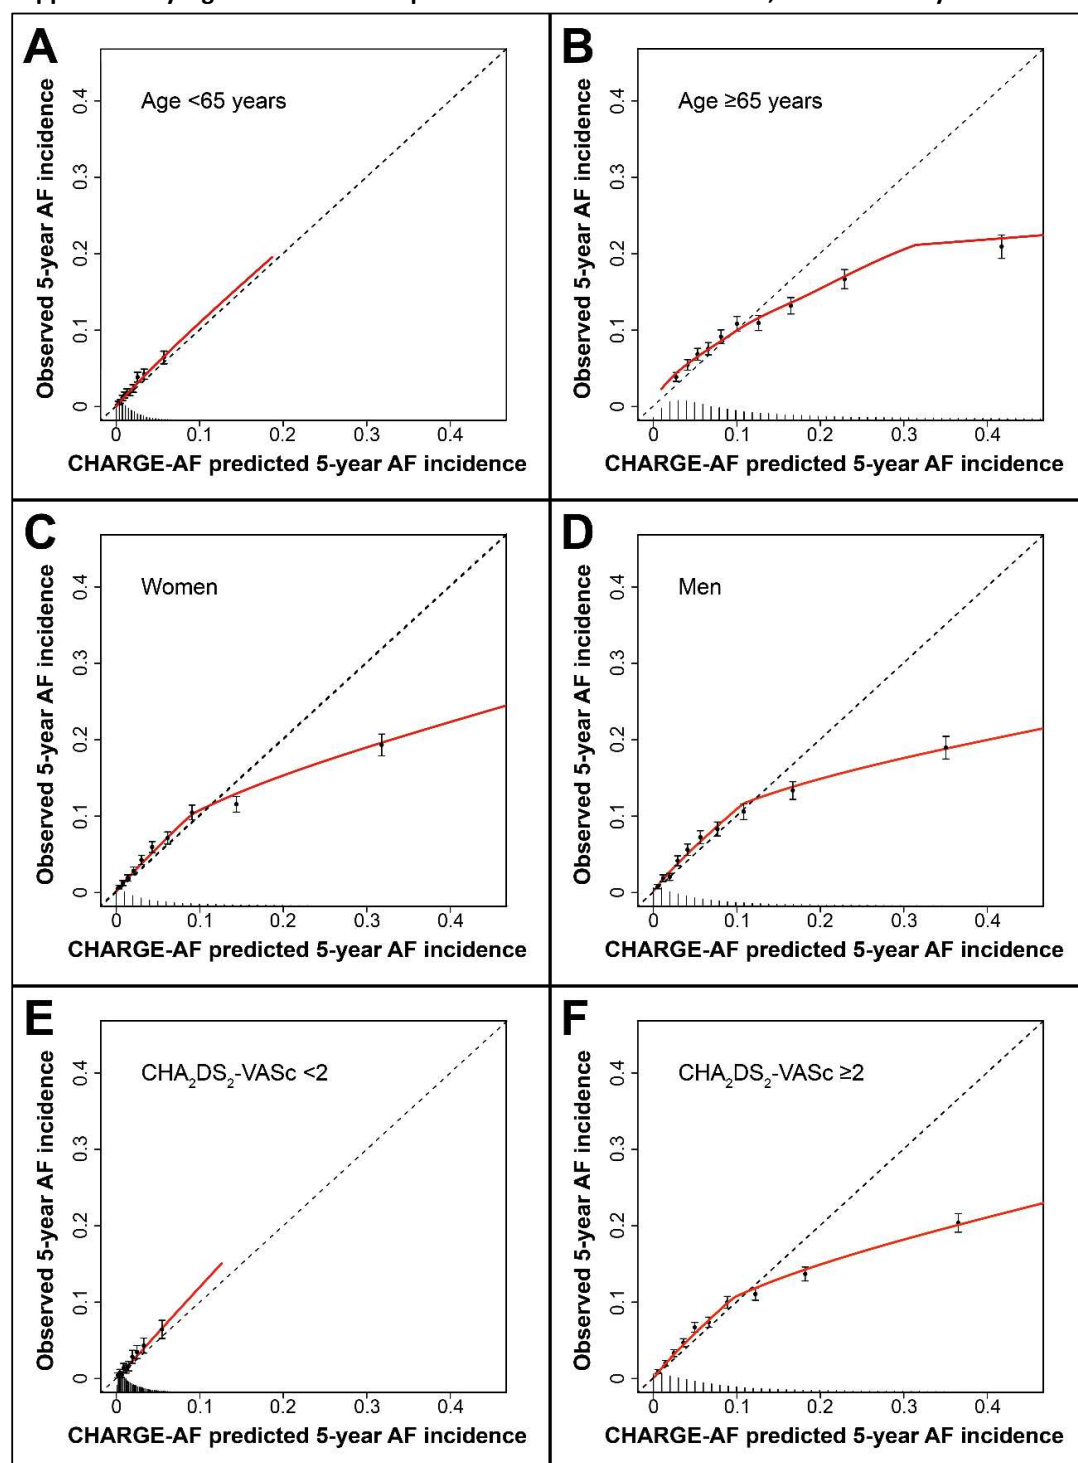 A
Age <65 years
Observed 5-year AF incidence
0.4
0.3
0.2
0.1
0
0 0.1 0.2 0.3 0.4
CHARGE-AF predicted 5-year AF incidence
B
Age ≥65 years
Observed 5-year AF incidence
0.4
0.3
0.2
0.1
0
0 0.1 0.2 0.3 0.4
CHARGE-AF predicted 5-year AF incidence
C
Women
Observed 5-year AF incidence
0.4
0.3
0.2
0.1
0
0 0.1 0.2 0.3 0.4
CHARGE-AF predicted 5-year AF incidence
D
Men
Observed 5-year AF incidence
0.4
0.3
0.2
0.1
0
0 0.1 0.2 0.3 0.4
CHARGE-AF predicted 5-year AF incidence
E
CHA₂DS₂-VASc <2
Observed 5-year AF incidence
0.4
0.3
0.2
0.1
0
0 0.1 0.2 0.3 0.4
CHARGE-AF predicted 5-year AF incidence
F
CHA₂DS₂-VASc ≥2
Observed 5-year AF incidence
0.4
0.3
0.2
0.1
0
0 0.1 0.2 0.3 0.4
CHARGE-AF predicted 5-year AF incidence